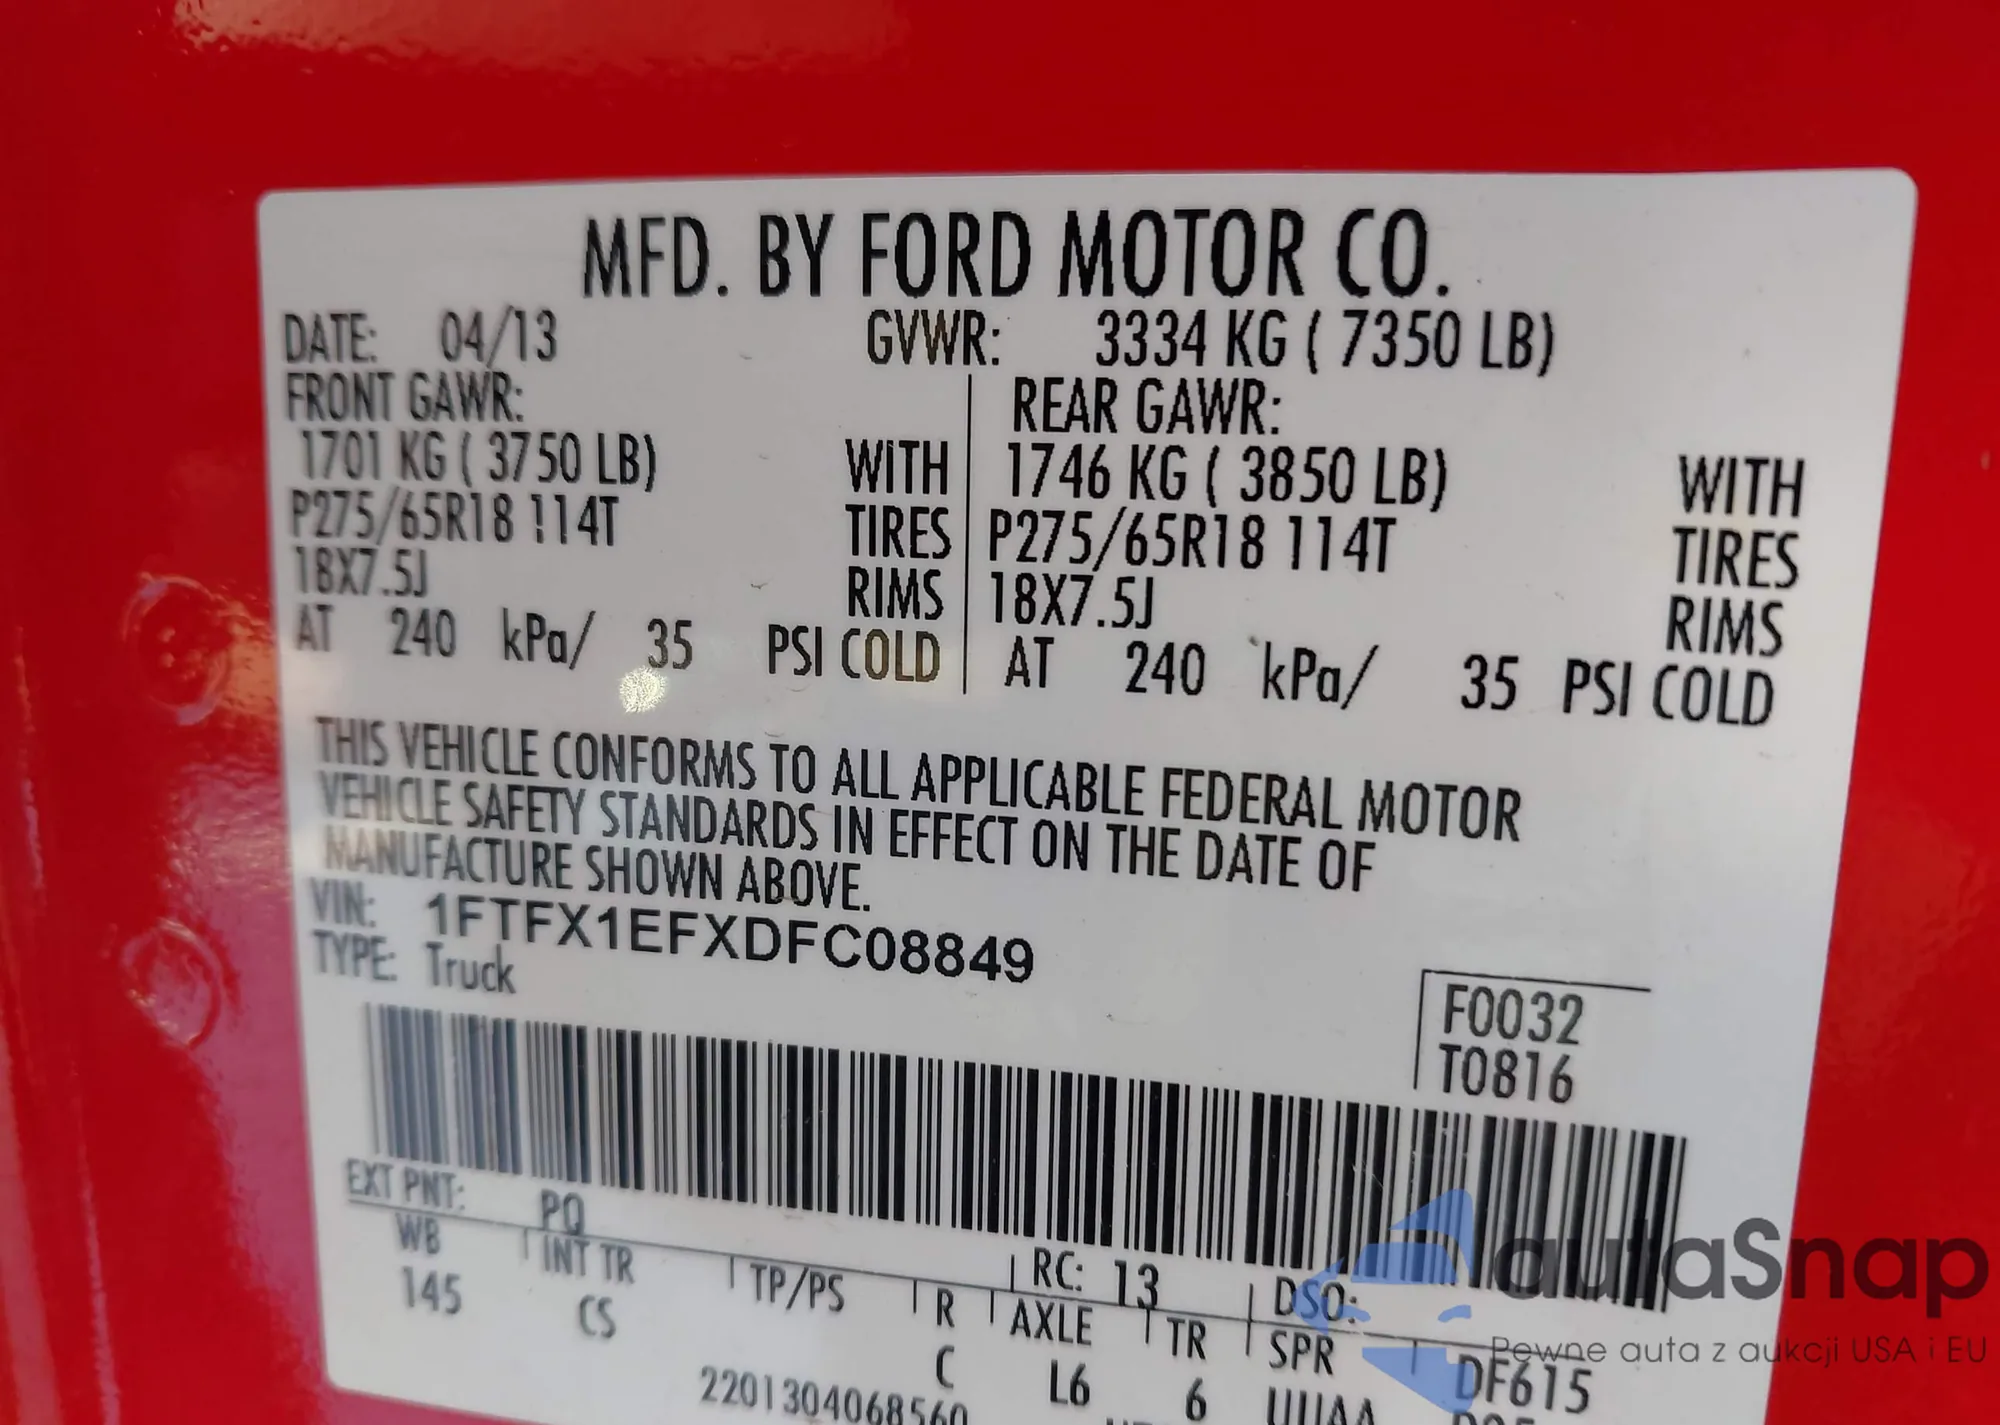 MFD. BY FORD MOTOR CO.
DATE: 04/13 GVWR: 3334 KG ( 7350 LB)
FRONT GAWR: REAR GAWR:
1701 KG ( 3750 LB) WITH 1746 KG ( 3850 LB) WITH
P275/65R18 114T TIRES P275/65R18 114T TIRES
18X7.5J RIMS 18X7.5J RIMS
AT 240 kPa/ 35 PSI COLD AT 240 kPa/ 35 PSI COLD
THIS VEHICLE CONFORMS TO ALL APPLICABLE FEDERAL MOTOR
VEHICLE SAFETY STANDARDS IN EFFECT ON THE DATE OF
MANUFACTURE SHOWN ABOVE.
VIN: 1FTFX1EFXDFC08849
TYPE: Truck
F0032
T0816
EXT PNT: PQ RC: 13 DSO:
WB INT TR TP/PS R AXLE TR SPR DF615
145 CS C L6 6 UUAA
2201304068560
autaSnap
Pewne auta z aukcji USA i EU